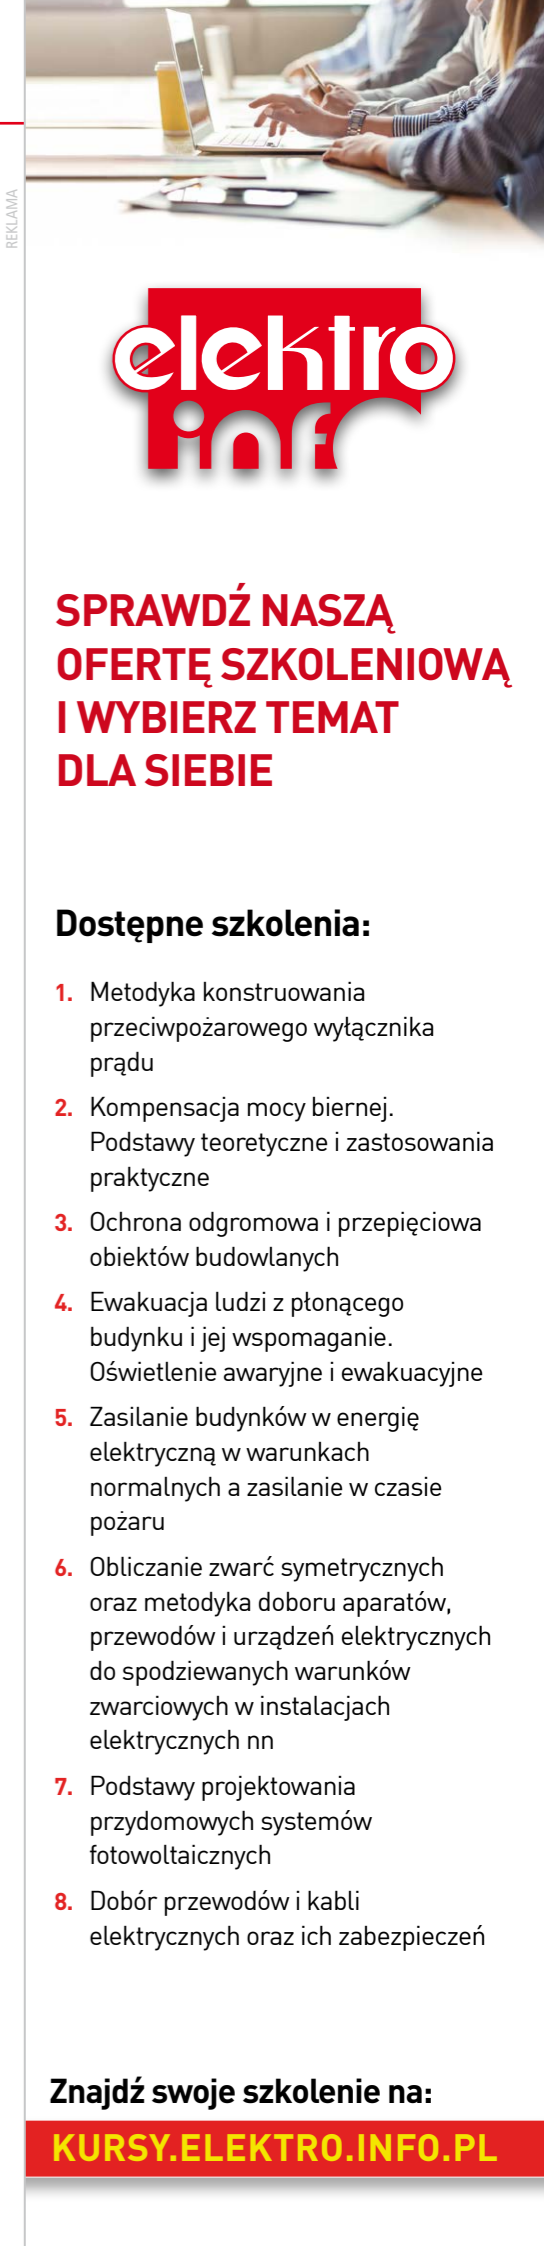 REKLAMA
elektro
info
SPRAWDŹ NASZĄ
OFERTĘ SZKOLENIOWĄ
I WYBIERZ TEMAT
DLA SIEBIE
Dostępne szkolenia:
1. Metodyka konstruowania
przeciwpożarowego wyłącznika
prądu
2. Kompensacja mocy biernej.
Podstawy teoretyczne i zastosowania
praktyczne
3. Ochrona odgromowa i przepięciowa
obiektów budowlanych
4. Ewakuacja ludzi z płonącego
budynku i jej wspomaganie.
Oświetlenie awaryjne i ewakuacyjne
5. Zasilanie budynków w energię
elektryczną w warunkach
normalnych a zasilanie w czasie
pożaru
6. Obliczanie zwarć symetrycznych
oraz metodyka doboru aparatów,
przewodów i urządzeń elektrycznych
do spodziewanych warunków
zwarciowych w instalacjach
elektrycznych nn
7. Podstawy projektowania
przydomowych systemów
fotowoltaicznych
8. Dobór przewodów i kabli
elektrycznych oraz ich zabezpieczeń
Znajdź swoje szkolenie na:
KURSY.ELEKTRO.INFO.PL